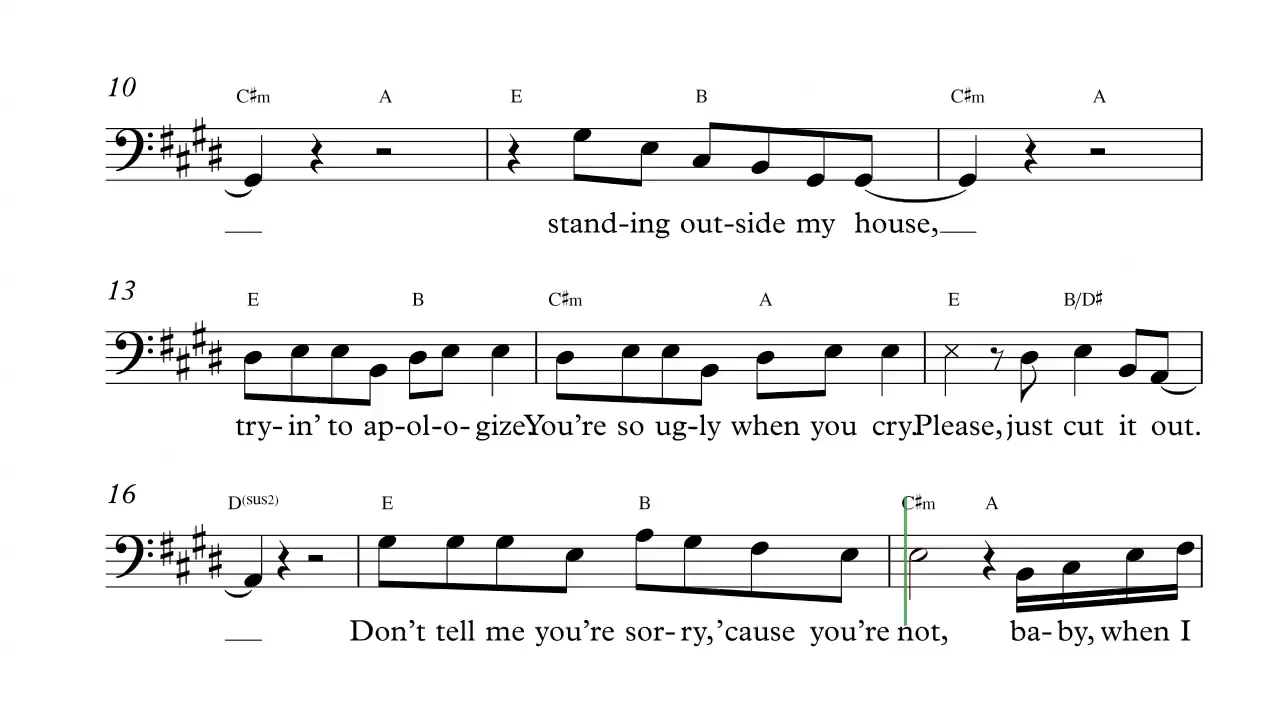 10
C♯m A E B C♯m A
stand-ing out-side my house,
13
E B C♯m A E B/D♯
try- in’ to ap-ol-o- gize.You’re so ug-ly when you cry.Please, just cut it out.
16
D(sus2) E B C♯m A
Don’t tell me you’re sor- ry, ’cause you’re not, ba- by, when I